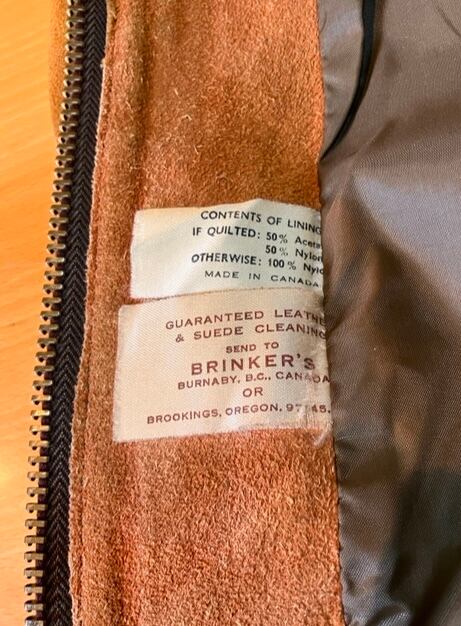 CONTENTS OF LINING
IF QUILTED: 50% Aceta
50% Nylon
OTHERWISE: 100% Nylo
MADE IN CANADA
GUARANTEED LEATHE
& SUEDE CLEANING
SEND TO
BRINKER'S
BURNABY, B.C., CANADA
OR
BROOKINGS, OREGON.